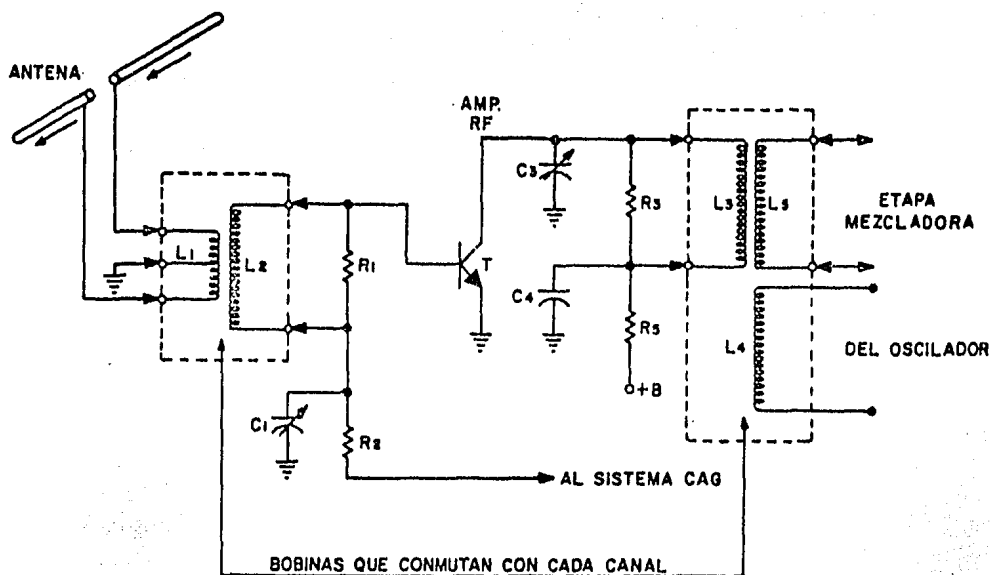 ANTENA
AMP.
RF
C3
R3
L3
L5
ETAPA
MEZCLADORA
L1
L2
R1
T
C4
R5
L4
DEL OSCILADOR
+B
C1
R2
AL SISTEMA CAG
BOBINAS QUE CONMUTAN CON CADA CANAL